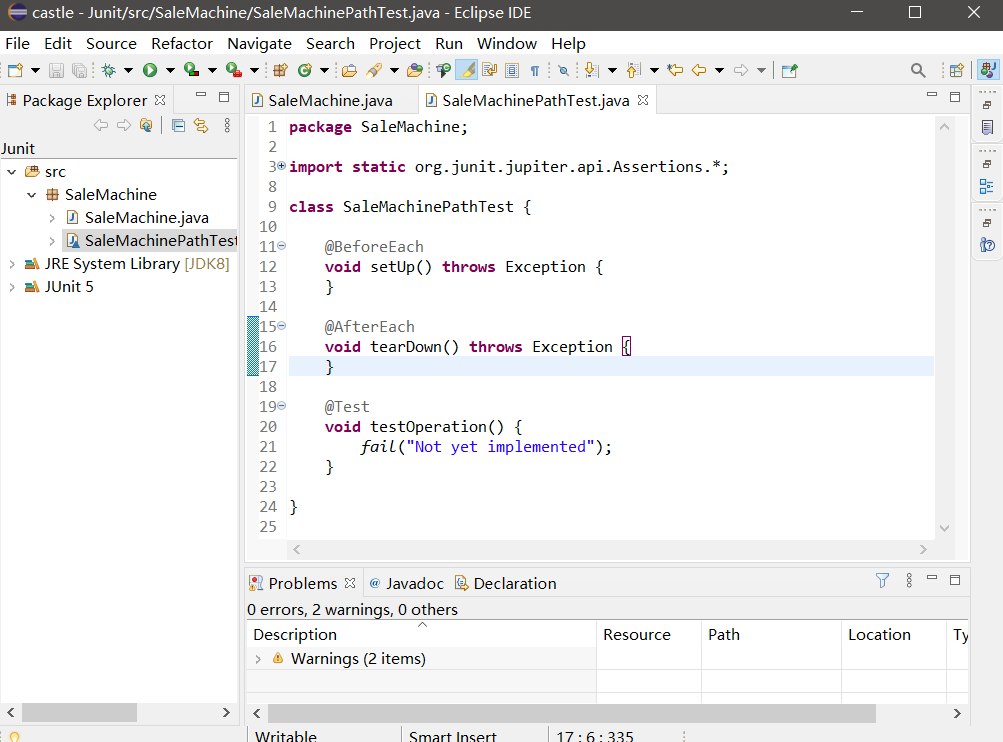 castle - Junit/src/SaleMachine/SaleMachinePathTest.java - Eclipse IDE
File Edit Source Refactor Navigate Search Project Run Window Help
Package Explorer
Junit
src
SaleMachine
SaleMachine.java
SaleMachinePathTest
JRE System Library [JDK8]
JUnit 5
SaleMachine.java SaleMachinePathTest.java
1 package SaleMachine;
2
3 import static org.junit.jupiter.api.Assertions.*;
8
9 class SaleMachinePathTest {
10
11 @BeforeEach
12 void setUp() throws Exception {
13 }
14
15 @AfterEach
16 void tearDown() throws Exception {
17 }
18
19 @Test
20 void testOperation() {
21 fail("Not yet implemented");
22 }
23
24 }
25
Problems @ Javadoc Declaration
0 errors, 2 warnings, 0 others
Description Resource Path Location Ty
Warnings (2 items)
Writable Smart Insert 17 : 6 : 335